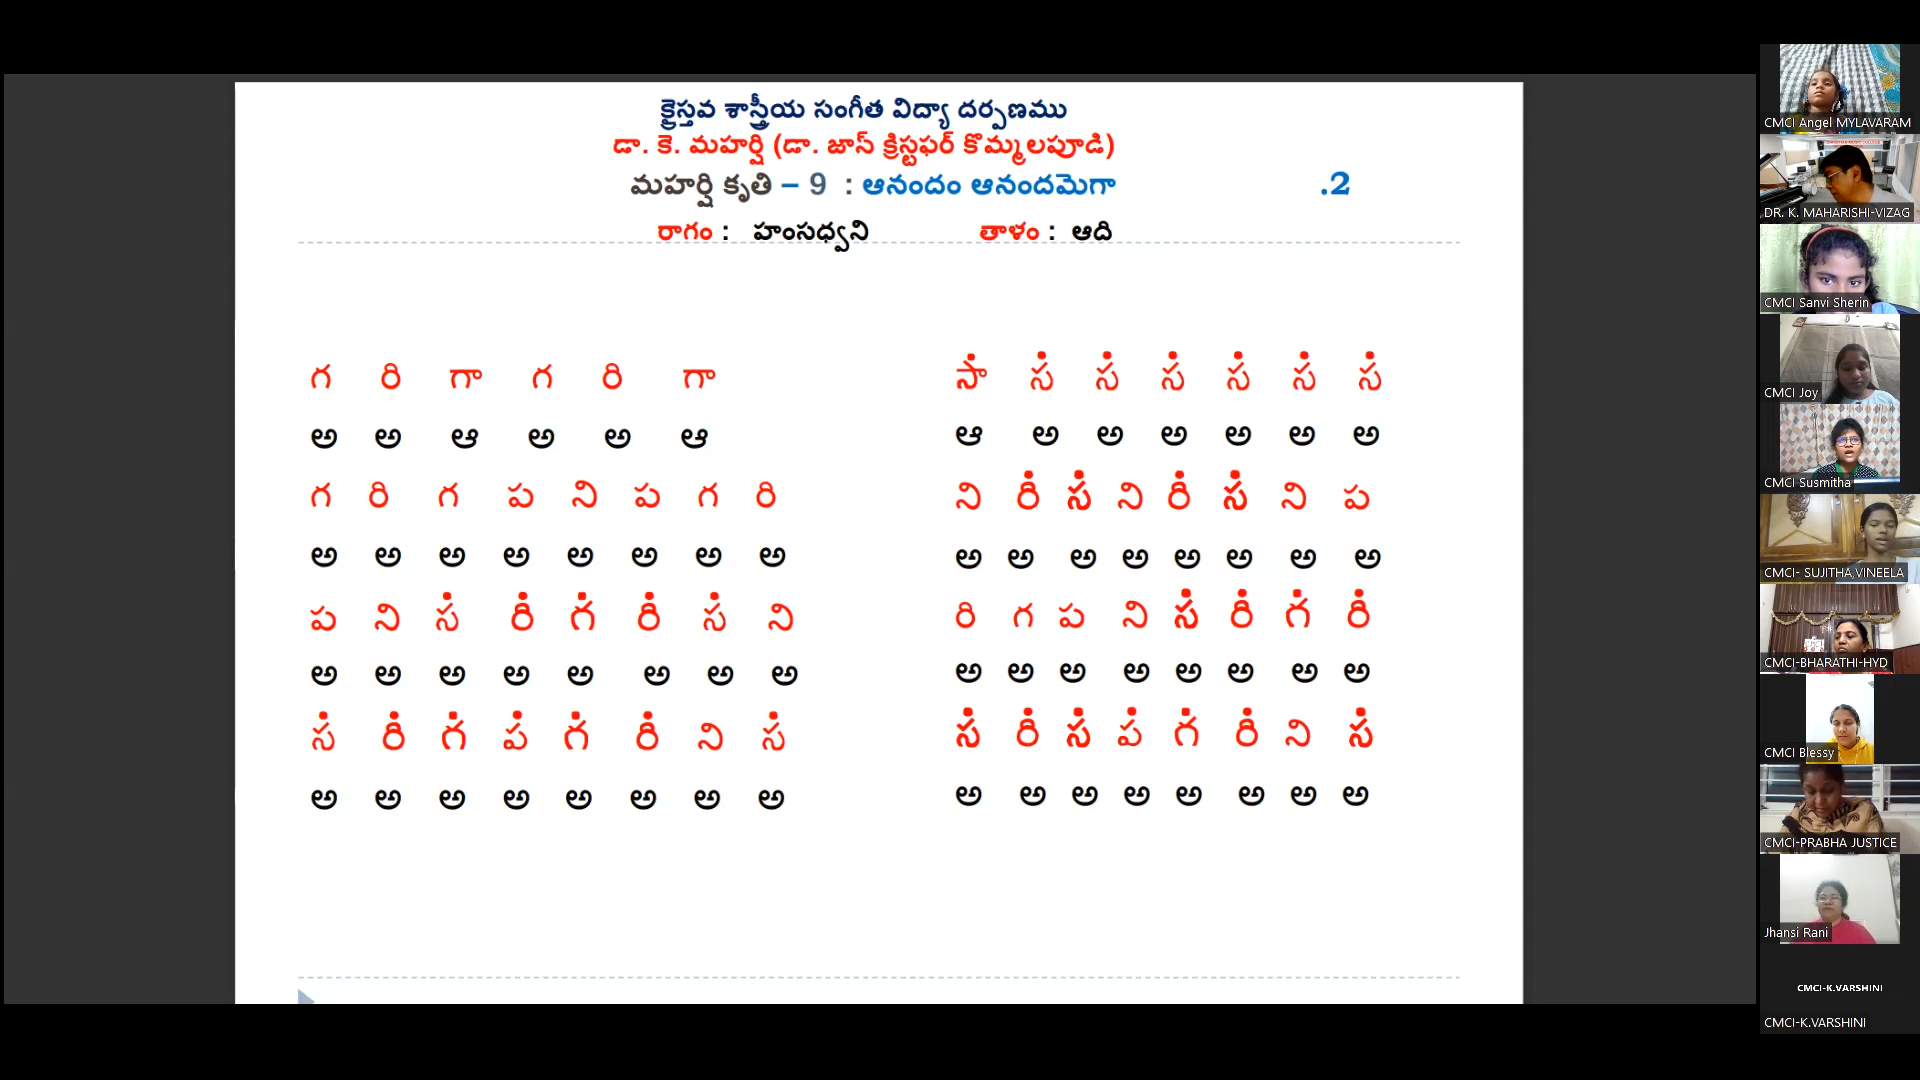 క్రైస్తవ శాస్త్రీయ సంగీత విద్యా దర్పణము
డా. కె. మహర్షి (డా. జాస్ క్రిస్టఫర్ కొమ్మలపూడి)
మహర్షి కృతి – 9 : ఆనందం ఆనందమెగా .2
రాగం : హంసధ్వని తాళం : ఆది
గ రి గా గ రి గా
అ అ ఆ అ అ ఆ
గ రి గ ప ని ప గ రి
అ అ అ అ అ అ అ అ
ప ని స̇ రి̇ గ̇ రి̇ స̇ ని
అ అ అ అ అ అ అ అ
స̇ రి̇ గ̇ ప̇ గ̇ రి̇ ని స̇
అ అ అ అ అ అ అ అ
సా̇ స̇ స̇ స̇ స̇ స̇ స̇
ఆ అ అ అ అ అ అ
ని రి̇ స̇ ని రి̇ స̇ ని ప
అ అ అ అ అ అ అ అ
రి గ ప ని స̇ రి̇ గ̇ రి̇
అ అ అ అ అ అ అ అ
స̇ రి̇ స̇ ప̇ గ̇ రి̇ ని స̇
అ అ అ అ అ అ అ అ
CMCI Angel MYLAVARAM
DR. K. MAHARISHI-VIZAG
CMCI Sanvi Sherin
CMCI Joy
CMCI Susmitha
CMCI- SUJITHA,VINEELA
CMCI-BHARATHI-HYD
CMCI Blessy
CMCI-PRABHA JUSTICE
Jhansi Rani
CMCI-K.VARSHINI
CMCI-K.VARSHINI